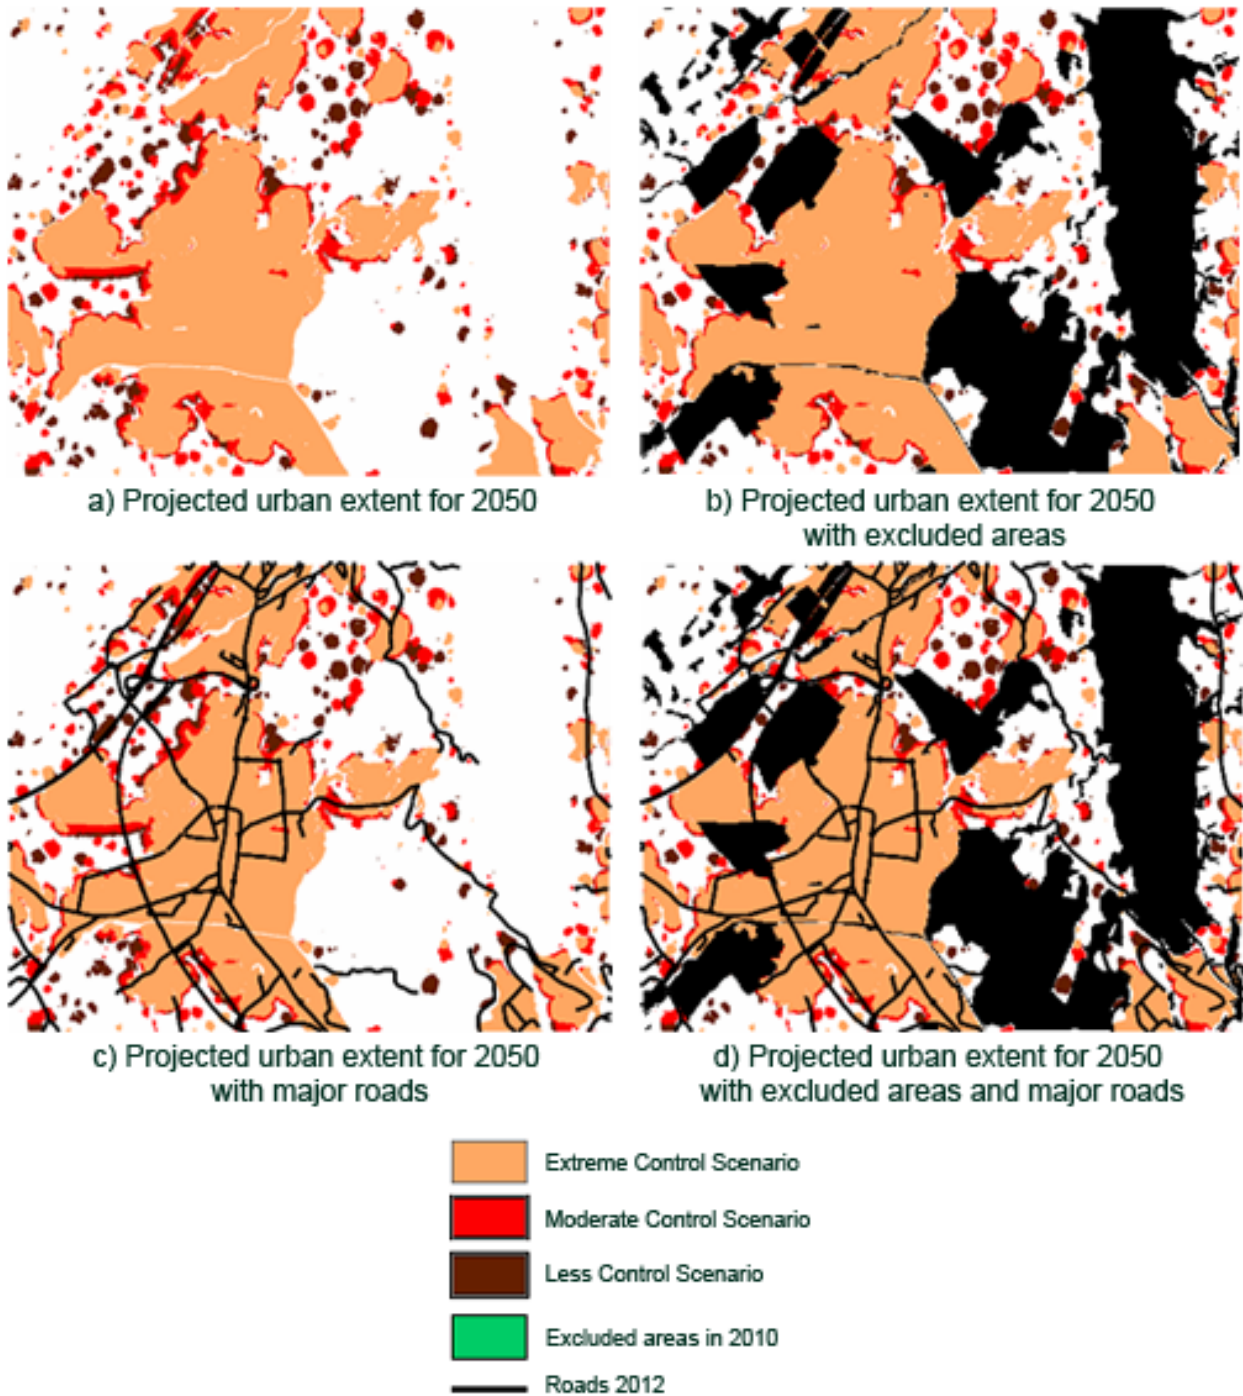 a) Projected urban extent for 2050
b) Projected urban extent for 2050
with excluded areas
c) Projected urban extent for 2050
with major roads
d) Projected urban extent for 2050
with excluded areas and major roads
Extreme Control Scenario
Moderate Control Scenario
Less Control Scenario
Excluded areas in 2010
Roads 2012